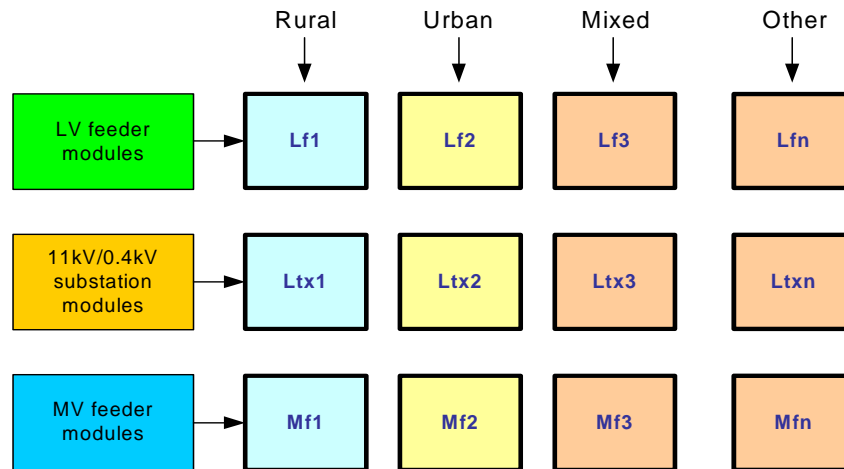 Rural Urban Mixed Other
LV feeder
modules
Lf1 Lf2 Lf3 Lfn
11kV/0.4kV
substation
modules
Ltx1 Ltx2 Ltx3 Ltxn
MV feeder
modules
Mf1 Mf2 Mf3 Mfn